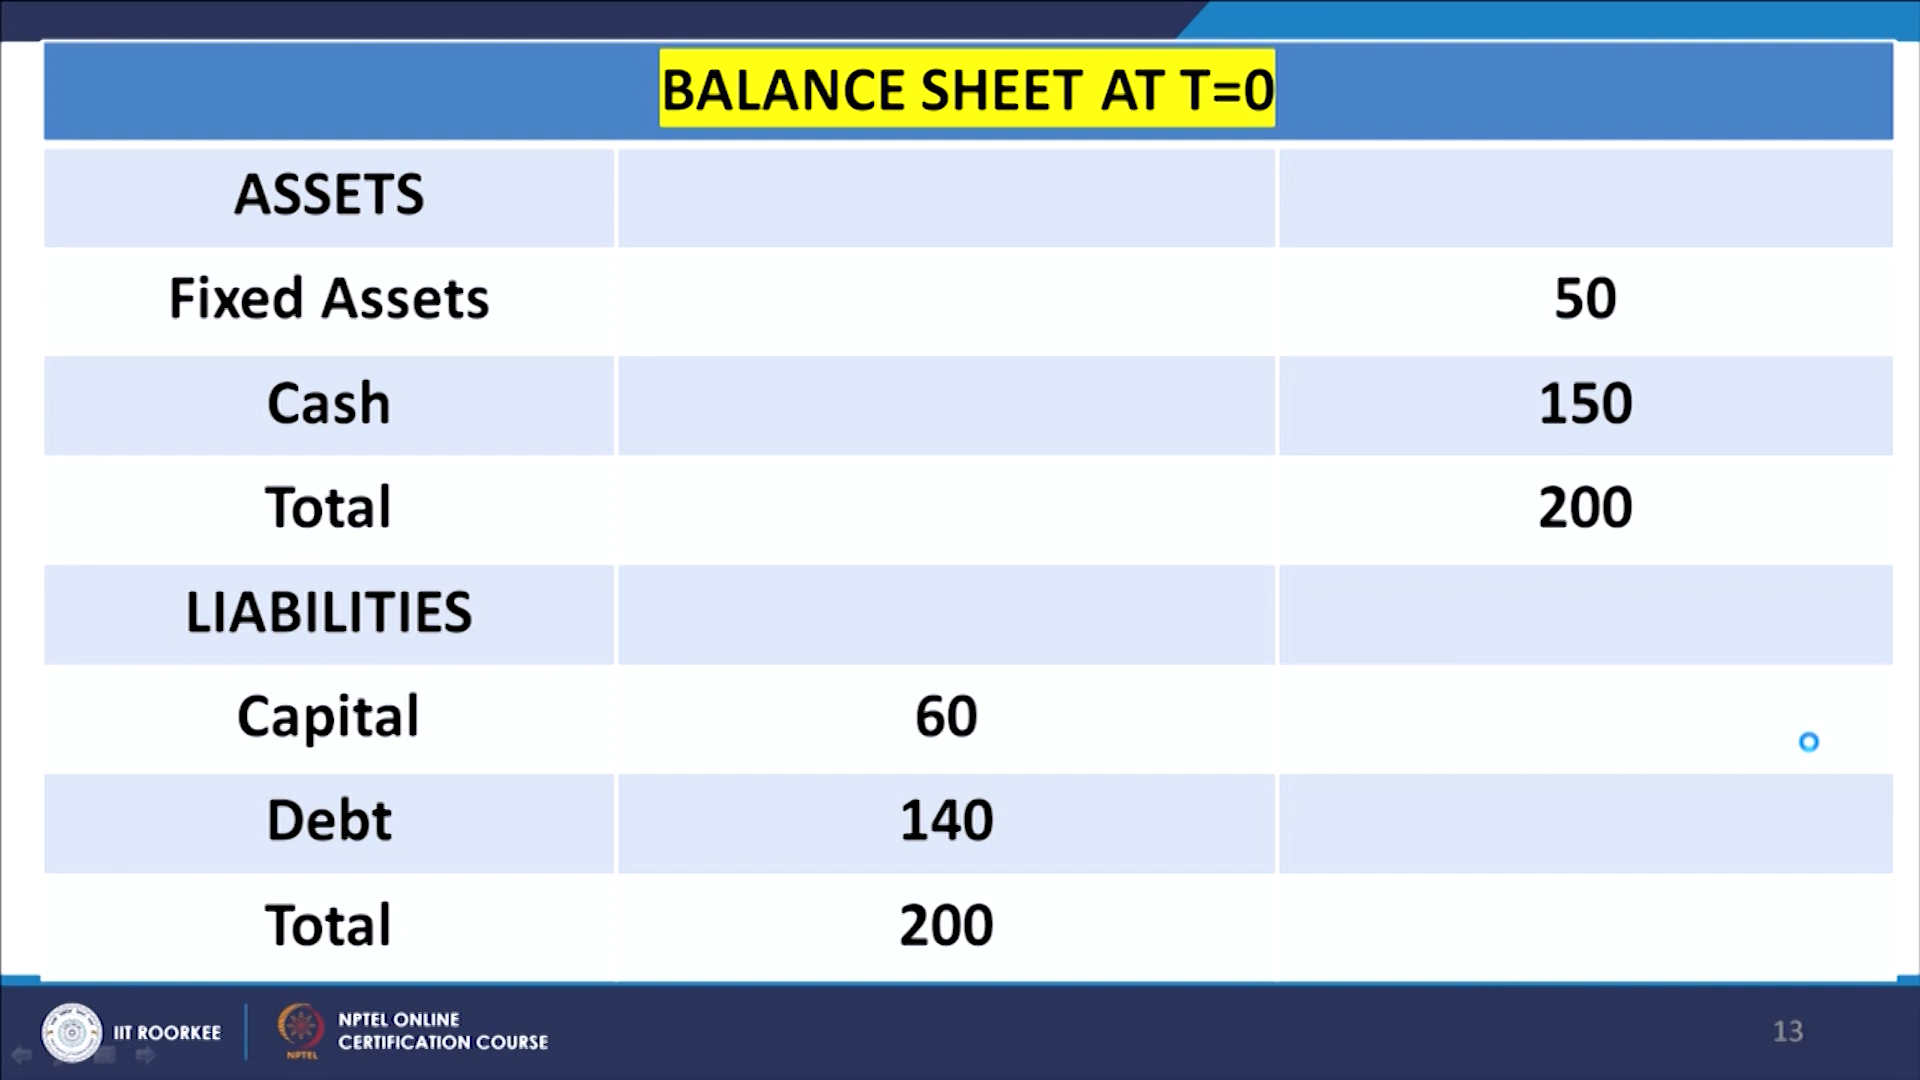 BALANCE SHEET AT T=0
ASSETS
Fixed Assets 50
Cash 150
Total 200
LIABILITIES
Capital 60
Debt 140
Total 200
IIT ROORKEE
NPTEL
NPTEL ONLINE
CERTIFICATION COURSE
13